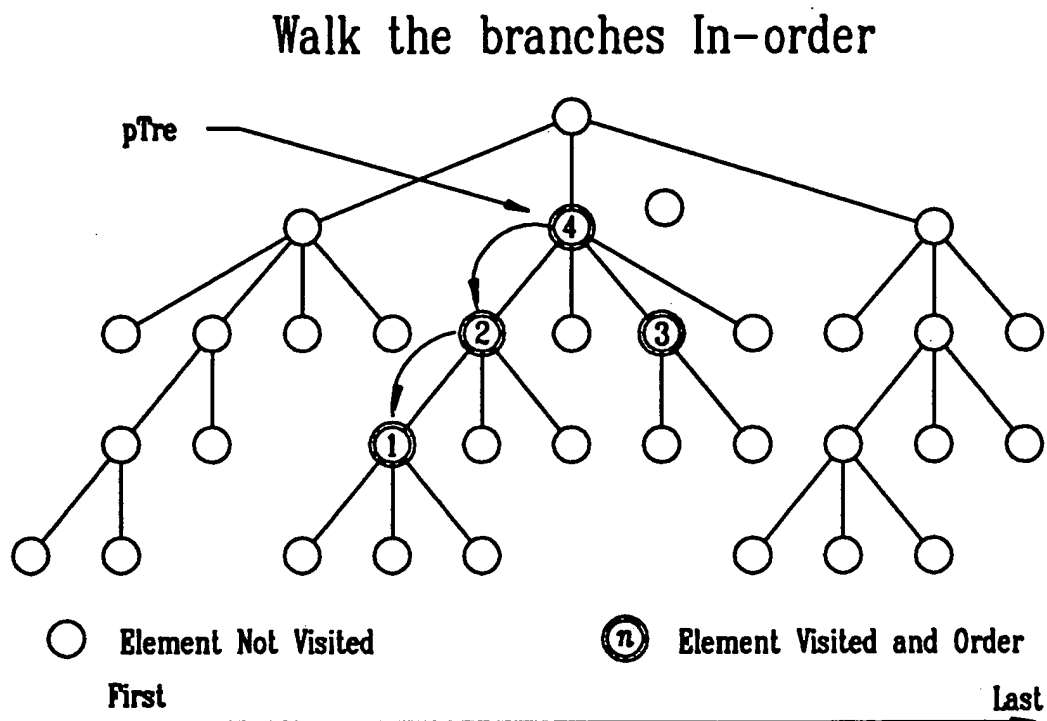 Walk the branches In-order
pTre
4
2
3
1
Element Not Visited
n Element Visited and Order
First
Last